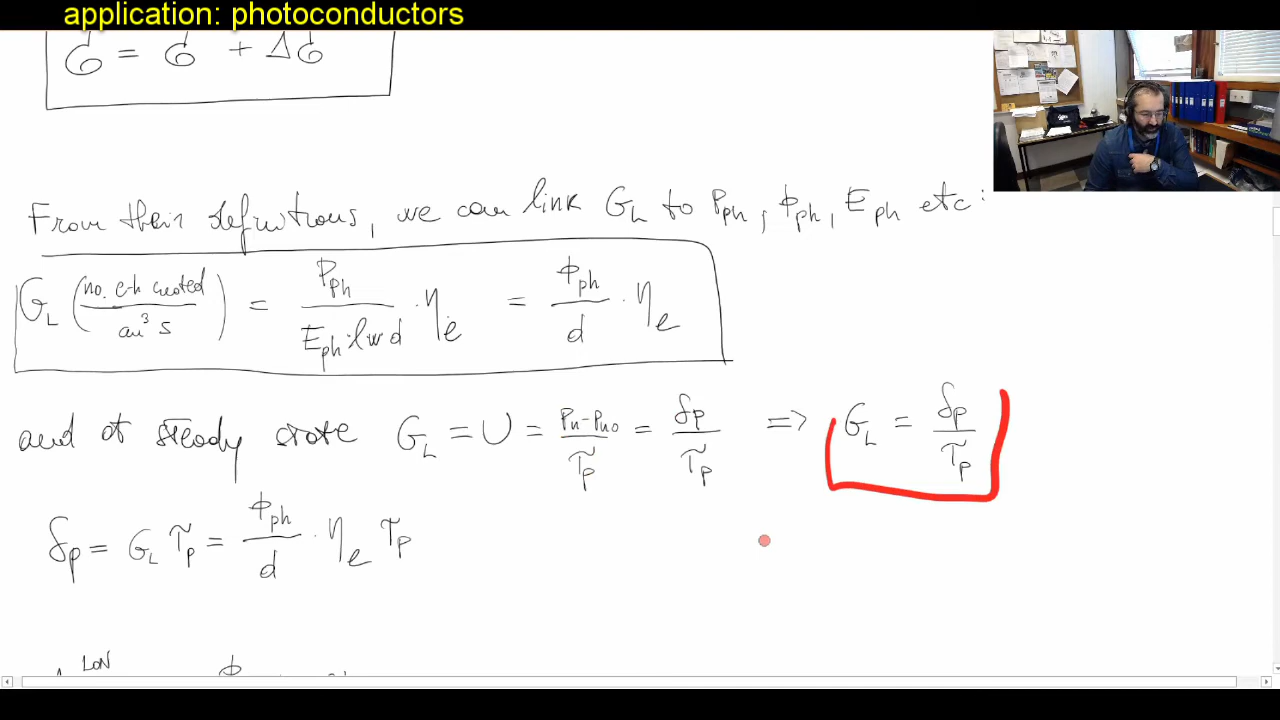 application: photoconductors
σ = σ + Δσ
From their definitions, we can link G_L to P_ph, ϕ_ph, E_ph etc:
G_L (no. e-h created / cm³ s) = P_ph / (E_ph · l w d) · η_e = ϕ_ph / d · η_e
and at steady state G_L = U = (p_n - p_n0) / τ_p = δp / τ_p => G_L = δp / τ_p
δp = G_L τ_p = ϕ_ph / d · η_e τ_p